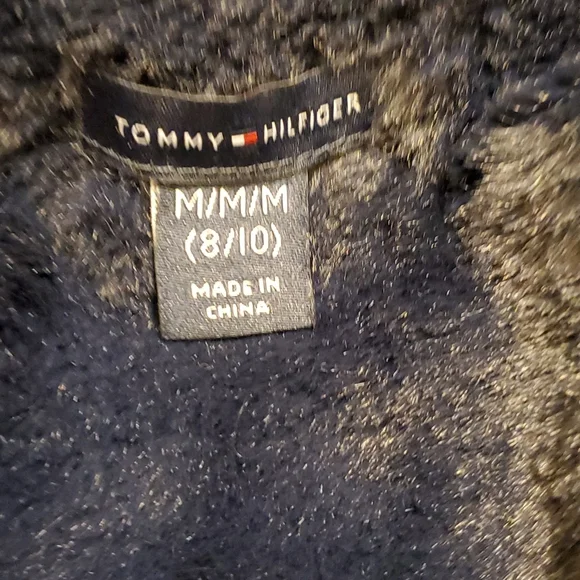 TOMMY HILFIGER
M/M/M
(8/10)
MADE IN
CHINA